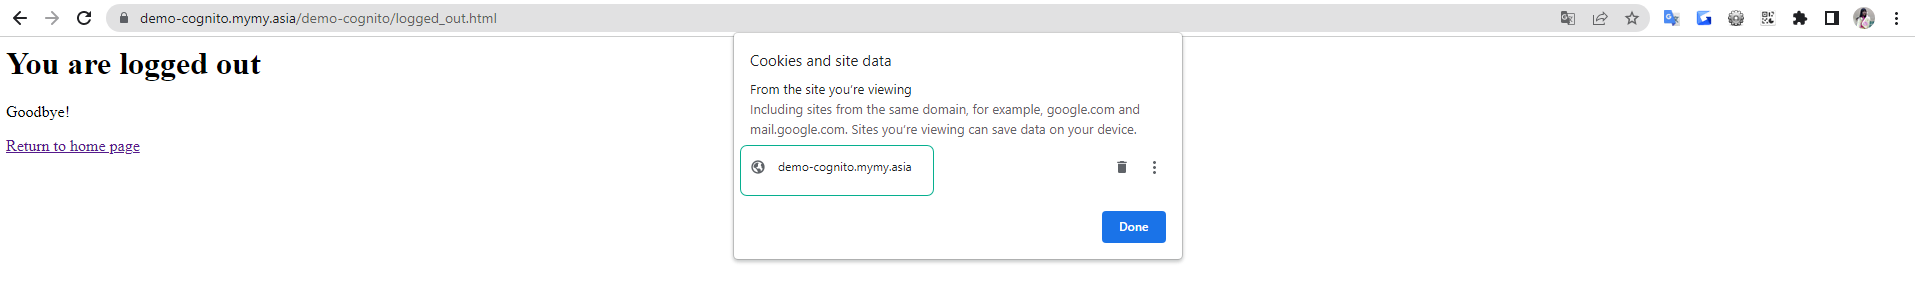 demo-cognito.mymy.asia/demo-cognito/logged_out.html
You are logged out
Goodbye!
Return to home page
Cookies and site data
From the site you’re viewing
Including sites from the same domain, for example, google.com and
mail.google.com. Sites you’re viewing can save data on your device.
demo-cognito.mymy.asia
Done